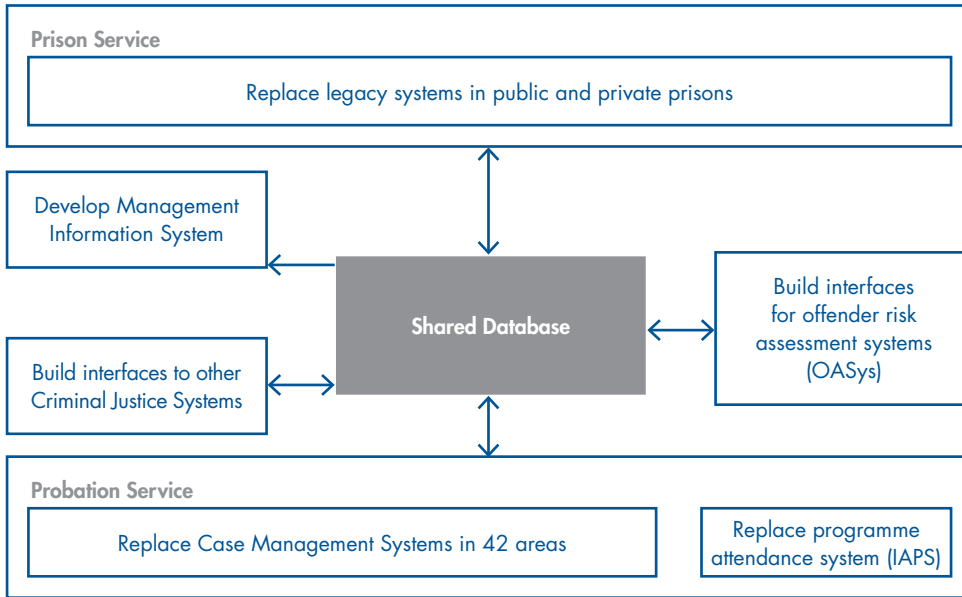 Prison Service
Replace legacy systems in public and private prisons
Develop Management
Information System
Shared Database
Build interfaces
for offender risk
assessment systems
(OASys)
Build interfaces to other
Criminal Justice Systems
Probation Service
Replace Case Management Systems in 42 areas
Replace programme
attendance system (IAPS)